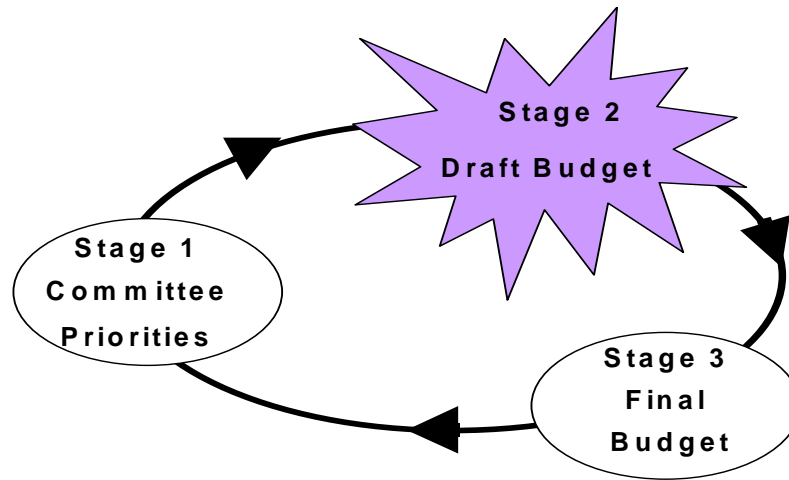 Stage 2
Draft Budget
Stage 1
Committee
Priorities
Stage 3
Final
Budget